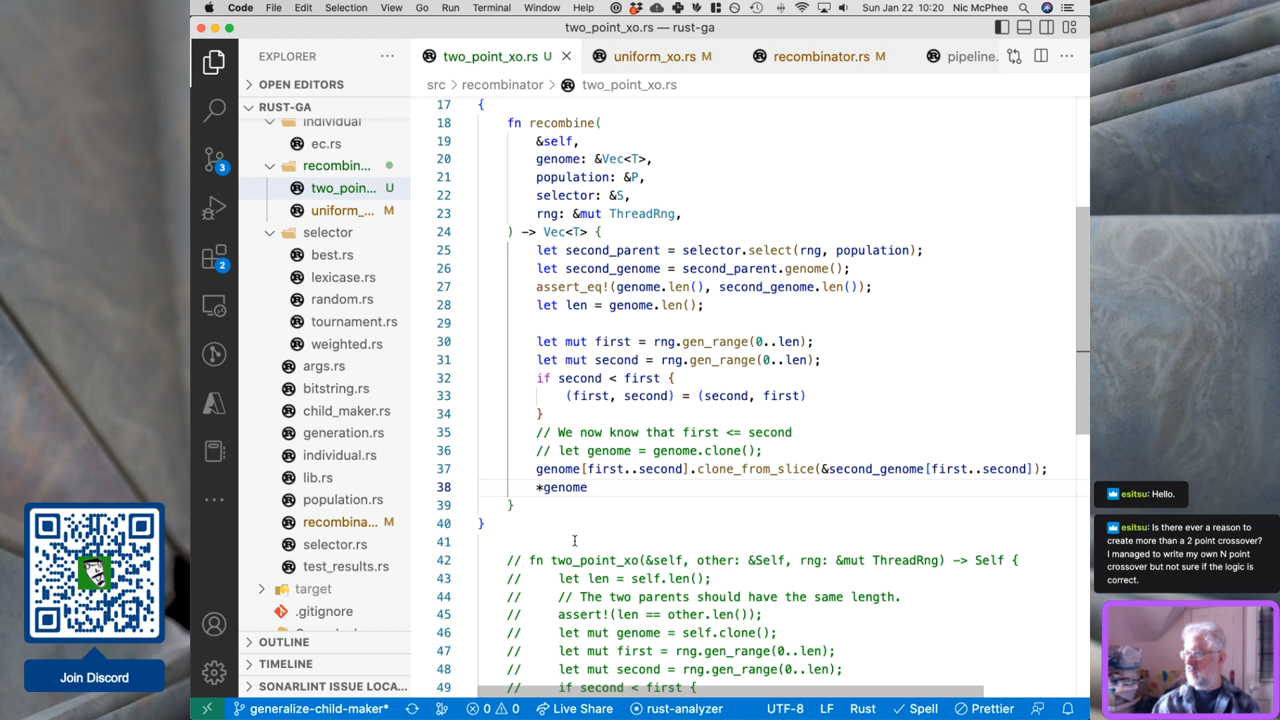 Code File Edit Selection View Go Run Terminal Window Help Sun Jan 22 10:20 Nic McPhee
two_point_xo.rs — rust-ga
EXPLORER
OPEN EDITORS
RUST-GA
individual
ec.rs
recombin...
two_poin... U
uniform_... M
selector
best.rs
lexicase.rs
random.rs
tournament.rs
weighted.rs
args.rs
bitstring.rs
child_maker.rs
generation.rs
individual.rs
lib.rs
population.rs
recombina... M
selector.rs
test_results.rs
target
.gitignore
OUTLINE
TIMELINE
SONARLINT ISSUE LOCA...
3
2
two_point_xo.rs U
uniform_xo.rs M
recombinator.rs M
pipeline.
src > recombinator > two_point_xo.rs
17 {
18 fn recombine(
19 &self,
20 genome: &Vec<T>,
21 population: &P,
22 selector: &S,
23 rng: &mut ThreadRng,
24 ) -> Vec<T> {
25 let second_parent = selector.select(rng, population);
26 let second_genome = second_parent.genome();
27 assert_eq!(genome.len(), second_genome.len());
28 let len = genome.len();
29
30 let mut first = rng.gen_range(0..len);
31 let mut second = rng.gen_range(0..len);
32 if second < first {
33 (first, second) = (second, first)
34 }
35 // We now know that first <= second
36 // let genome = genome.clone();
37 genome[first..second].clone_from_slice(&second_genome[first..second]);
38 *genome
39 }
40 }
41
42 // fn two_point_xo(&self, other: &Self, rng: &mut ThreadRng) -> Self {
43 // let len = self.len();
44 // // The two parents should have the same length.
45 // assert!(len == other.len());
46 // let mut genome = self.clone();
47 // let mut first = rng.gen_range(0..len);
48 // let mut second = rng.gen_range(0..len);
49 // if second < first {
generalize-child-maker* 0 0 Live Share rust-analyzer UTF-8 LF Rust Spell Prettier
Join Discord
esitsu: Hello.
esitsu: Is there ever a reason to
create more than a 2 point crossover?
I managed to write my own N point
crossover but not sure if the logic is
correct.